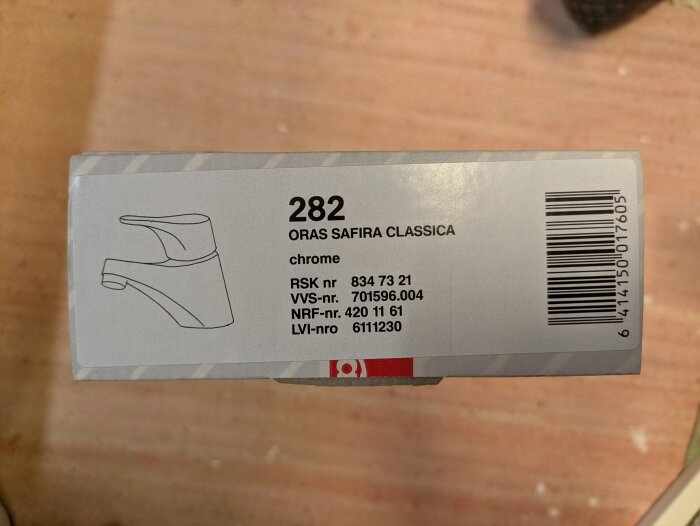 282
ORAS SAFIRA CLASSICA
chrome
RSK nr 834 73 21
VVS-nr. 701596.004
NRF-nr. 420 11 61
LVI-nro 6111230
6 414150 017605